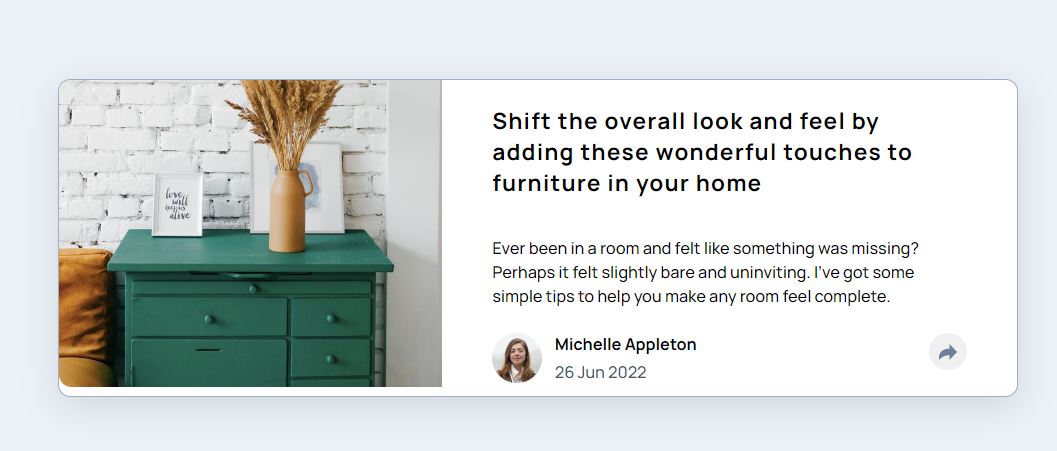 love
will
keep us
alive
Shift the overall look and feel by
adding these wonderful touches to
furniture in your home
Ever been in a room and felt like something was missing?
Perhaps it felt slightly bare and uninviting. I've got some
simple tips to help you make any room feel complete.
Michelle Appleton
26 Jun 2022